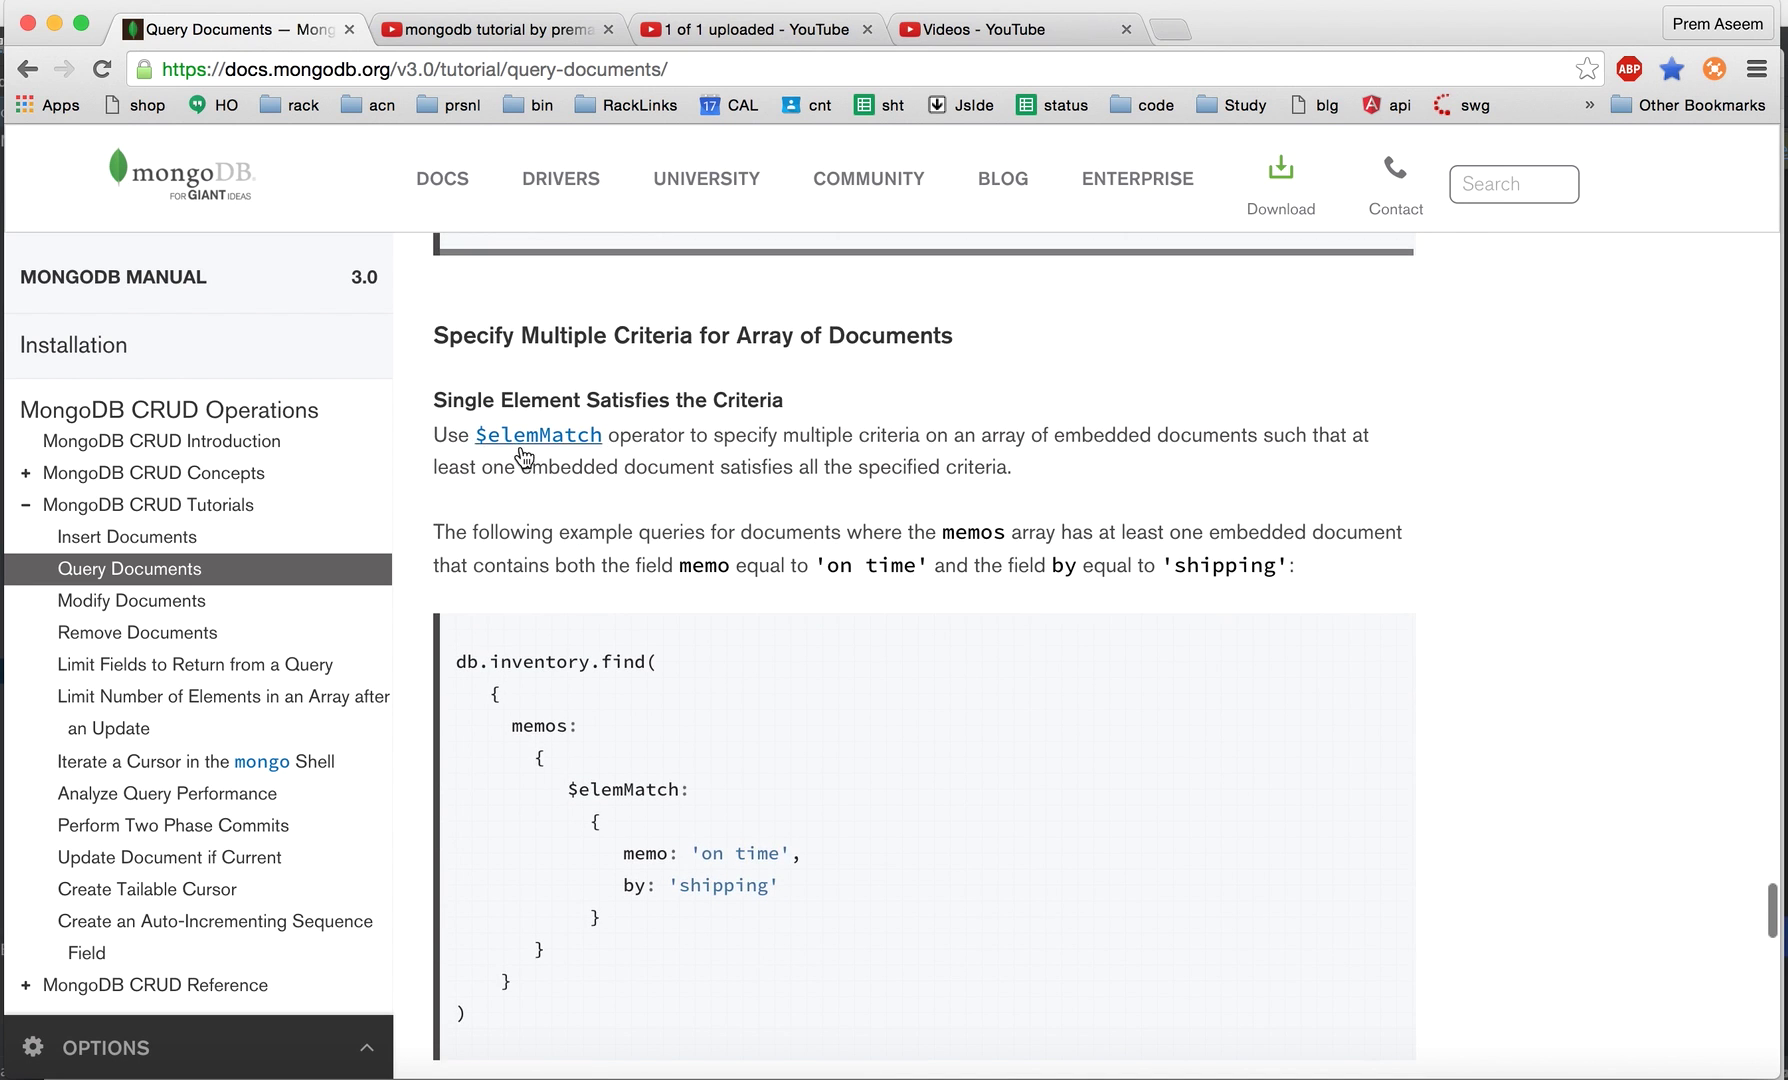 Query Documents — Mong
mongodb tutorial by prema
1 of 1 uploaded - YouTube
Videos - YouTube
Prem Aseem
https://docs.mongodb.org/v3.0/tutorial/query-documents/
ABP
Apps shop HO rack acn prsnl bin RackLinks 17 CAL cnt sht Jslde status code Study blg api swg » Other Bookmarks
mongoDB.
FOR GIANT IDEAS
DOCS DRIVERS UNIVERSITY COMMUNITY BLOG ENTERPRISE
Download
Contact
Search
MONGODB MANUAL 3.0
Installation
MongoDB CRUD Operations
MongoDB CRUD Introduction
+ MongoDB CRUD Concepts
– MongoDB CRUD Tutorials
Insert Documents
Query Documents
Modify Documents
Remove Documents
Limit Fields to Return from a Query
Limit Number of Elements in an Array after
an Update
Iterate a Cursor in the mongo Shell
Analyze Query Performance
Perform Two Phase Commits
Update Document if Current
Create Tailable Cursor
Create an Auto-Incrementing Sequence
Field
+ MongoDB CRUD Reference
OPTIONS
Specify Multiple Criteria for Array of Documents
Single Element Satisfies the Criteria
Use $elemMatch operator to specify multiple criteria on an array of embedded documents such that at
least one embedded document satisfies all the specified criteria.
The following example queries for documents where the memos array has at least one embedded document
that contains both the field memo equal to 'on time' and the field by equal to 'shipping':
db.inventory.find(
{
memos:
{
$elemMatch:
{
memo: 'on time',
by: 'shipping'
}
}
}
)